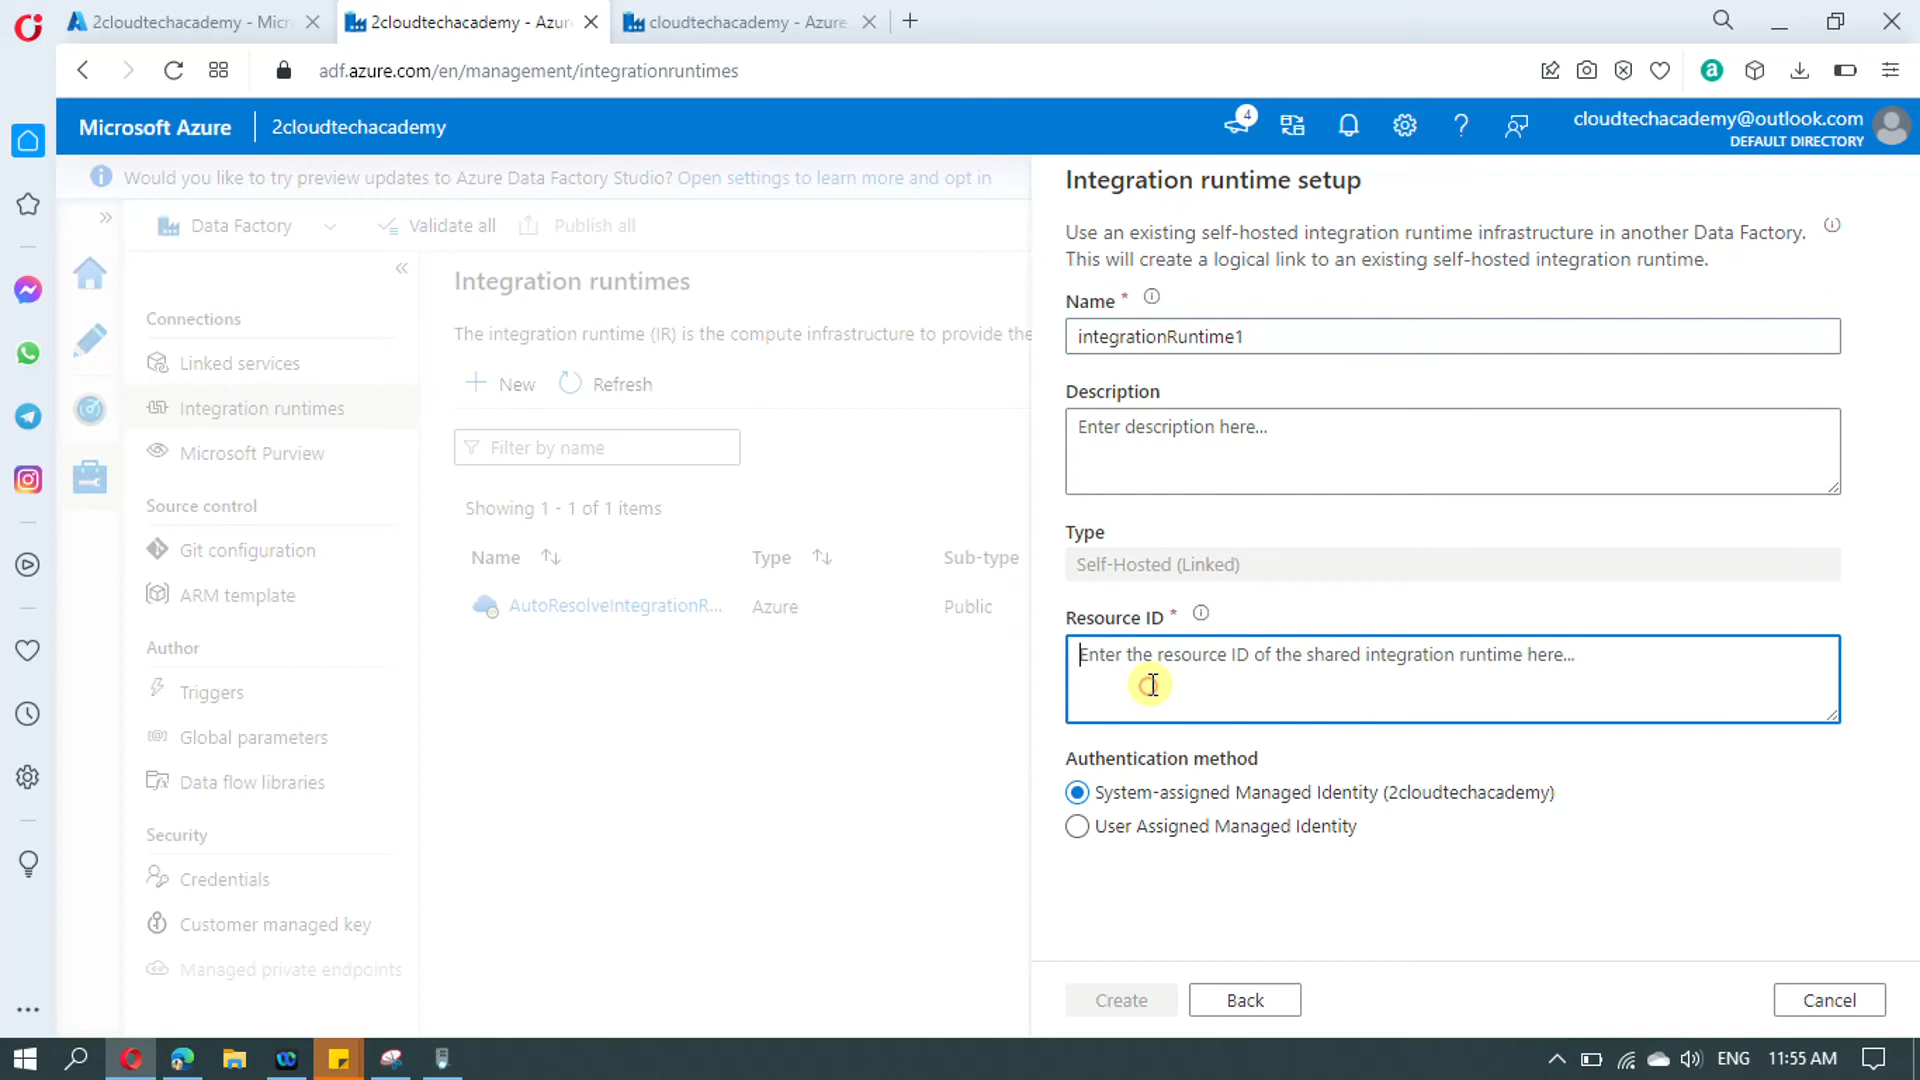 2cloudtechacademy - Micr
2cloudtechacademy - Azur
cloudtechacademy - Azure
adf.azure.com/en/management/integrationruntimes
a
Microsoft Azure
2cloudtechacademy
4
cloudtechacademy@outlook.com
DEFAULT DIRECTORY
Would you like to try preview updates to Azure Data Factory Studio? Open settings to learn more and opt in
Data Factory
Validate all
Publish all
Connections
Linked services
Integration runtimes
Microsoft Purview
Source control
Git configuration
ARM template
Author
Triggers
Global parameters
Data flow libraries
Security
Credentials
Customer managed key
Managed private endpoints
Integration runtimes
The integration runtime (IR) is the compute infrastructure to provide the
New
Refresh
Filter by name
Showing 1 - 1 of 1 items
Name
Type
Sub-type
AutoResolveIntegrationR...
Azure
Public
Integration runtime setup
Use an existing self-hosted integration runtime infrastructure in another Data Factory.
This will create a logical link to an existing self-hosted integration runtime.
Name *
integrationRuntime1
Description
Enter description here...
Type
Self-Hosted (Linked)
Resource ID *
Enter the resource ID of the shared integration runtime here...
Authentication method
System-assigned Managed Identity (2cloudtechacademy)
User Assigned Managed Identity
Create
Back
Cancel
ENG
11:55 AM